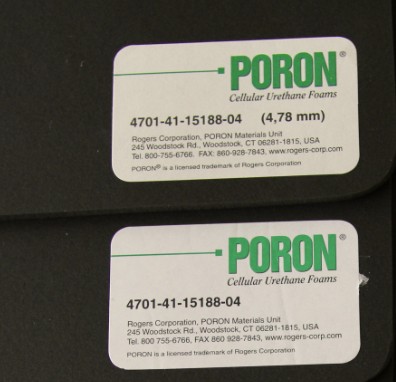 PORON®
Cellular Urethane Foams
4701-41-15188-04 (4,78 mm)
Rogers Corporation, PORON Materials Unit
245 Woodstock Rd., Woodstock, CT 06281-1815, USA
Tel. 800-755-6766. FAX: 860-928-7843, www.rogers-corp.com
PORON® is a licensed trademark of Rogers Corporation
PORON®
Cellular Urethane Foams
4701-41-15188-04
Rogers Corporation, PORON Materials Unit
245 Woodstock Rd., Woodstock, CT 06281-1815, USA
Tel. 800 755-6766, FAX 860 928-7843, www.rogers-corp.com
PORON is a licensed trademark of Rogers Corporation